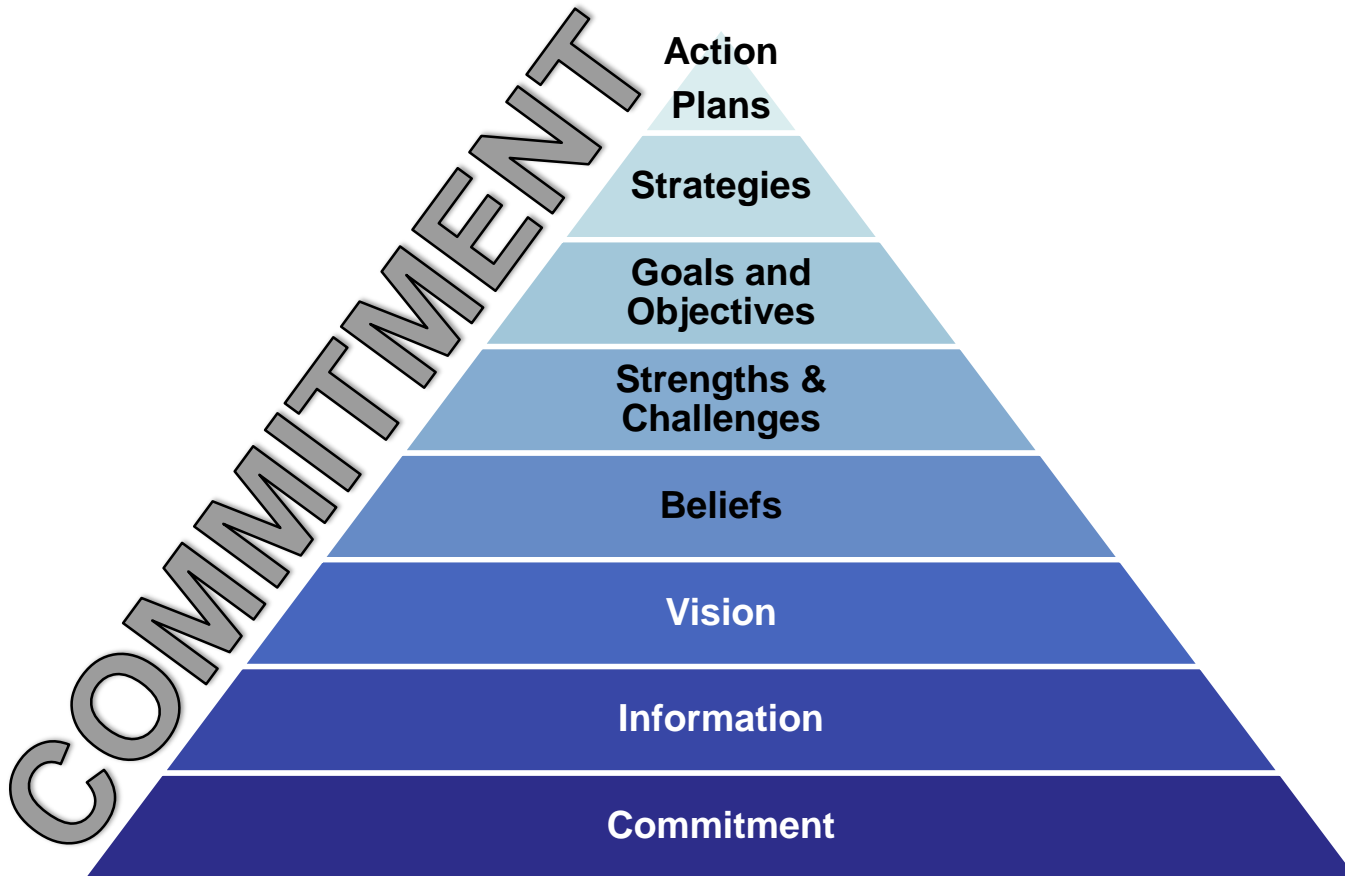 COMMITMENT
Action
Plans
Strategies
Goals and
Objectives
Strengths &
Challenges
Beliefs
Vision
Information
Commitment